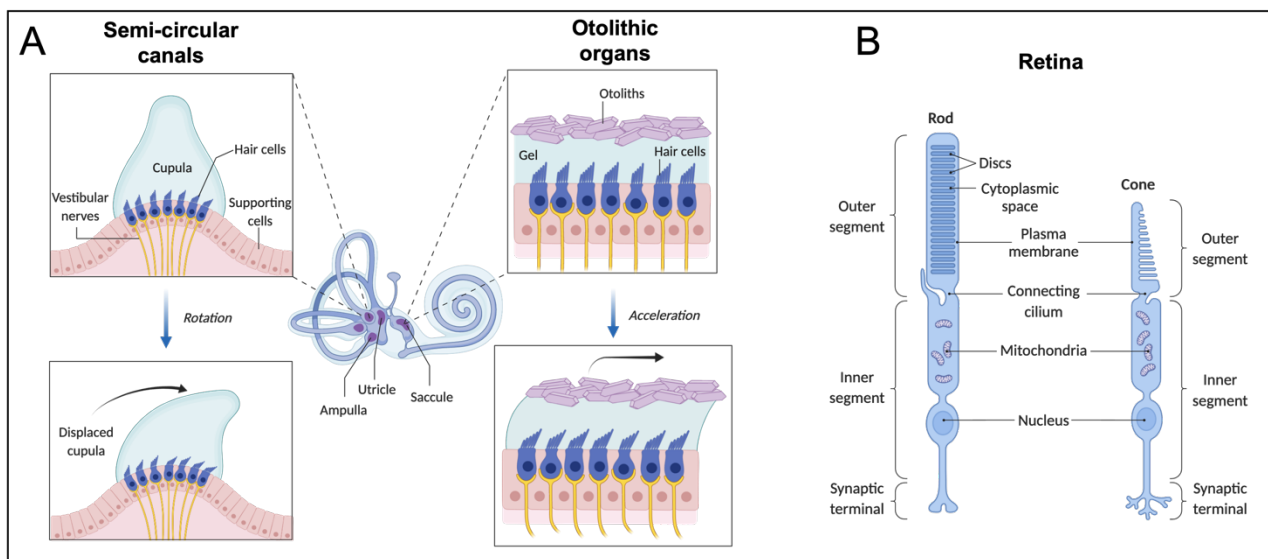 A
Semi-circular
canals
Cupula
Hair cells
Vestibular
nerves
Supporting
cells
Rotation
Displaced
cupula
Ampulla
Utricle
Saccule
Otolithic
organs
Otoliths
Gel
Hair cells
Acceleration
B
Retina
Rod
Cone
Outer
segment
Discs
Cytoplasmic
space
Plasma
membrane
Connecting
cilium
Outer
segment
Inner
segment
Mitochondria
Nucleus
Inner
segment
Synaptic
terminal
Synaptic
terminal